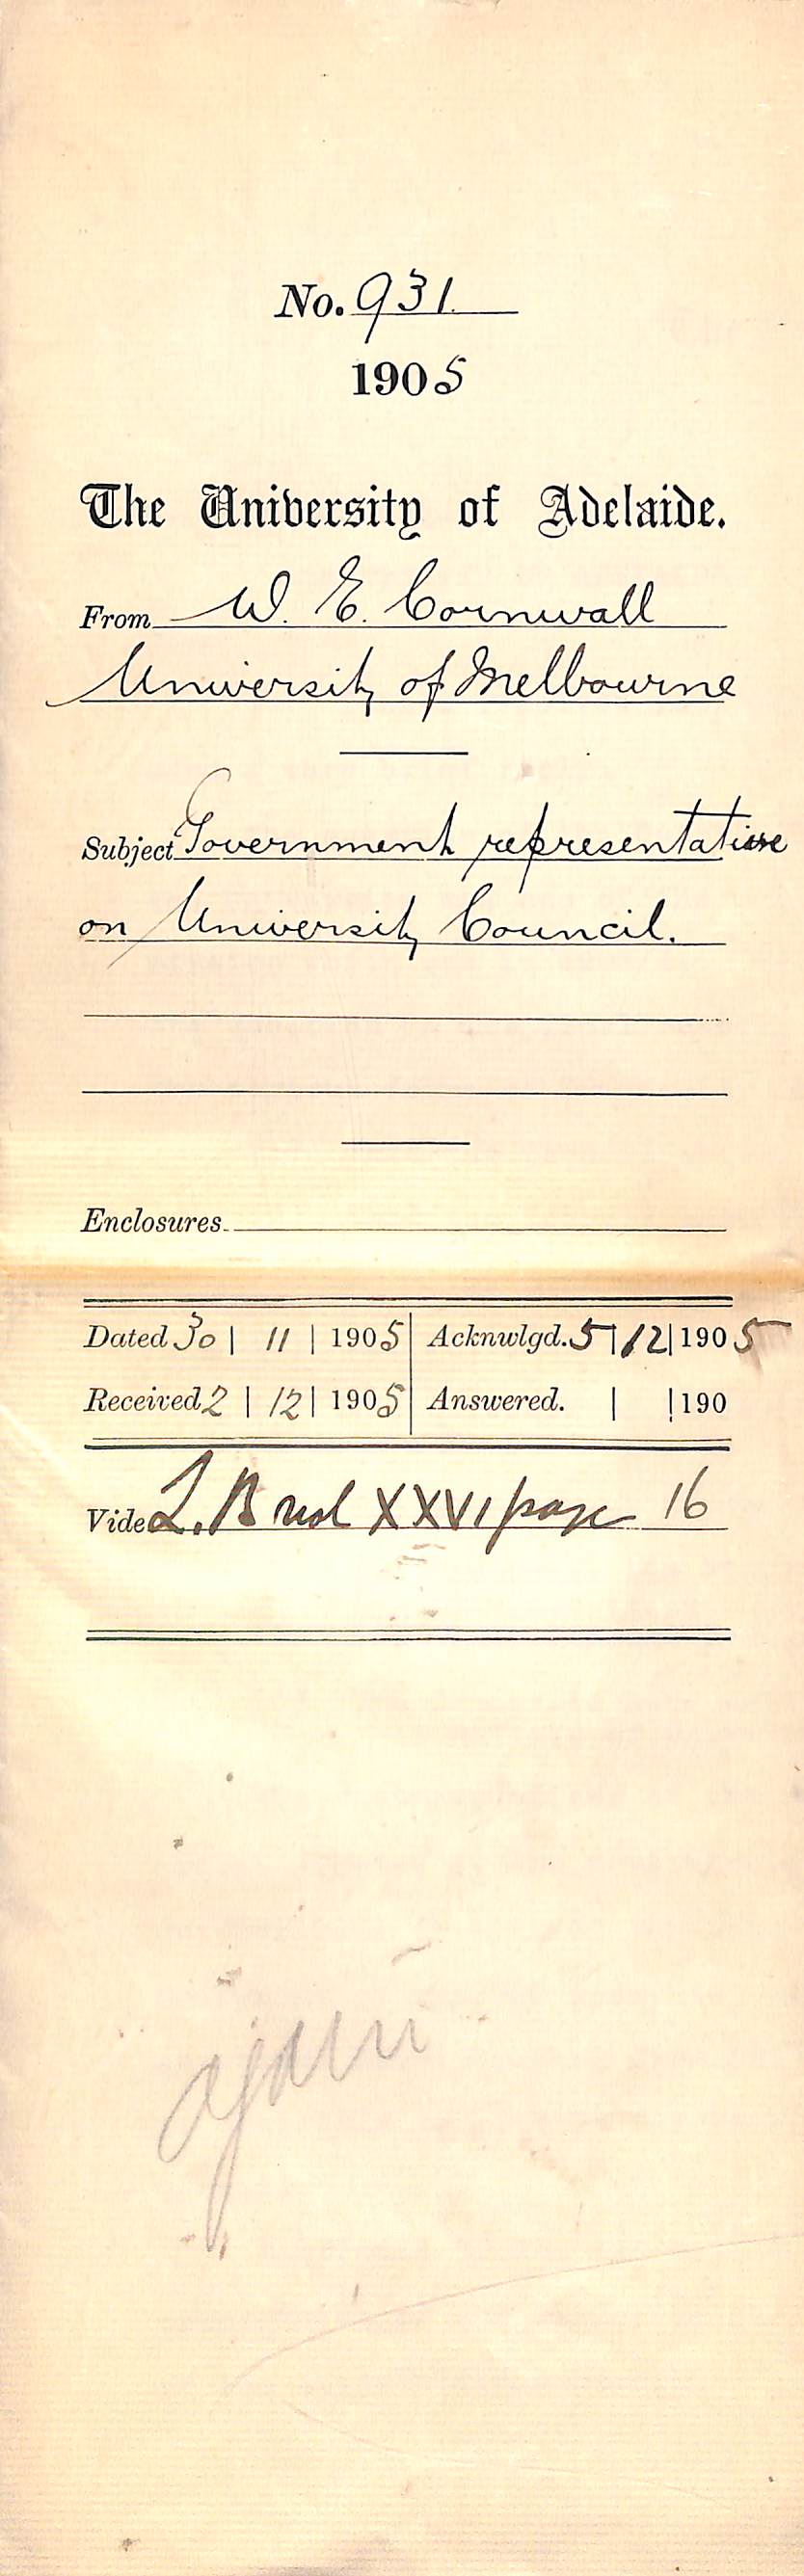 No. 931
1905
The University of Adelaide.
From W. E. Cornwall
University of Melbourne
Subject Government representative
on University Council.
Enclosures
Dated 30 | 11 | 1905 Acknwlgd. 5 | 12 | 1905
Received 2 | 12 | 1905 Answered. | | 190
Vide L. B vol XXVI page 16